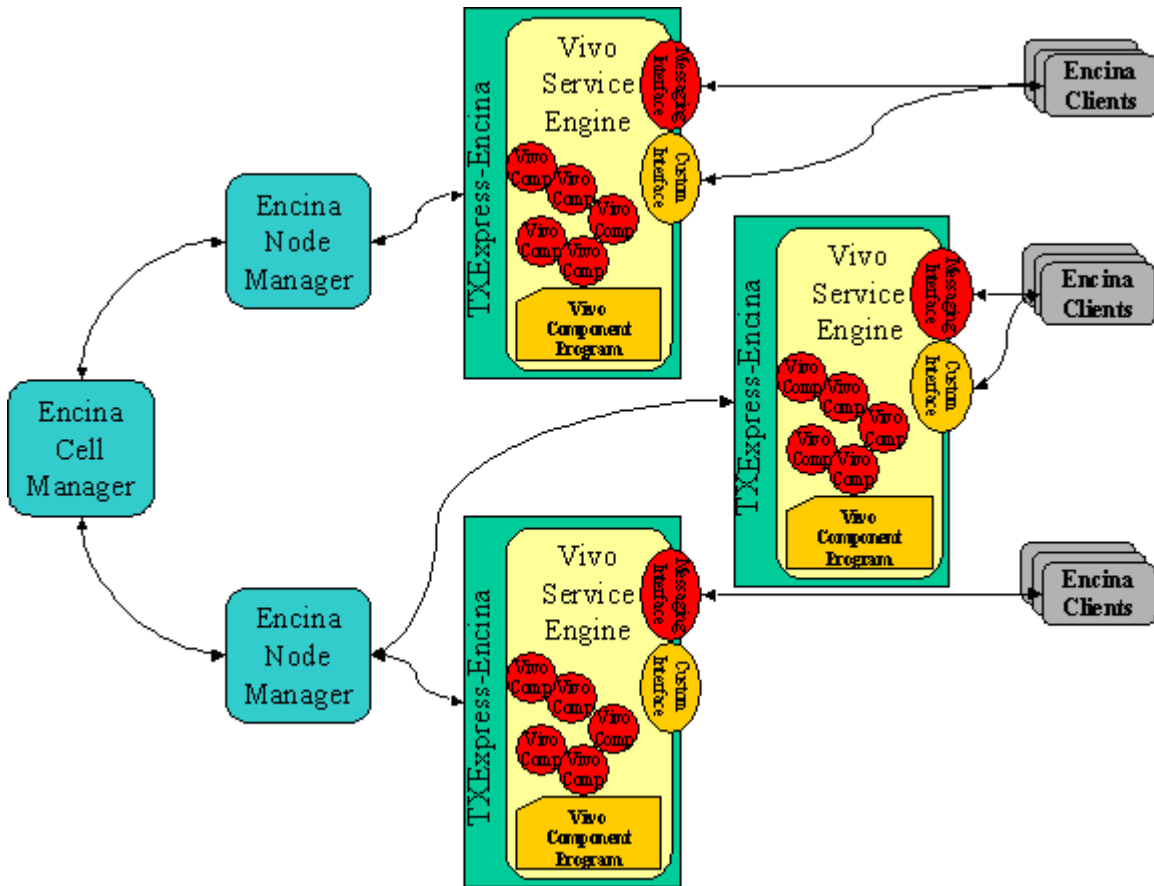 Vivo
Service
Engine
Messaging
Interface
Custom
Interface
TXExpress-Encina
Vivo
Comp
Vivo
Comp
Vivo
Comp
Vivo
Comp
Vivo
Comp
Vivo
Component
Program
Encina
Clients
Encina
Node
Manager
Vivo
Service
Engine
Messaging
Interface
Custom
Interface
TXExpress-Encina
Vivo
Comp
Vivo
Comp
Vivo
Comp
Vivo
Comp
Vivo
Comp
Vivo
Component
Program
Encina
Clients
Encina
Cell
Manager
Encina
Node
Manager
Vivo
Service
Engine
Messaging
Interface
Custom
Interface
TXExpress-Encina
Vivo
Comp
Vivo
Comp
Vivo
Comp
Vivo
Comp
Vivo
Comp
Vivo
Component
Program
Encina
Clients